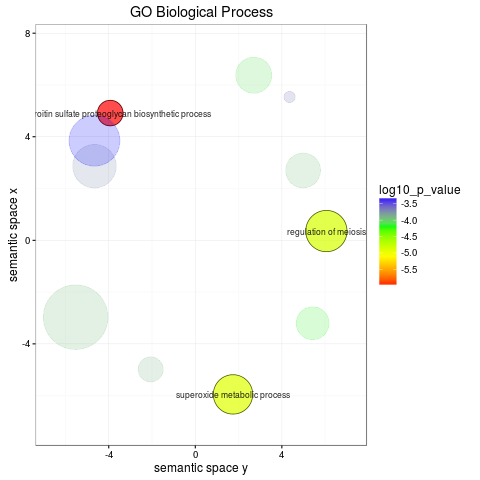 GO Biological Process
8
4
0
-4
semantic space x
roitin sulfate proteoglycan biosynthetic process
regulation of meiosis
superoxide metabolic process
-4
0
4
semantic space y
log10_p_value
-3.5
-4.0
-4.5
-5.0
-5.5